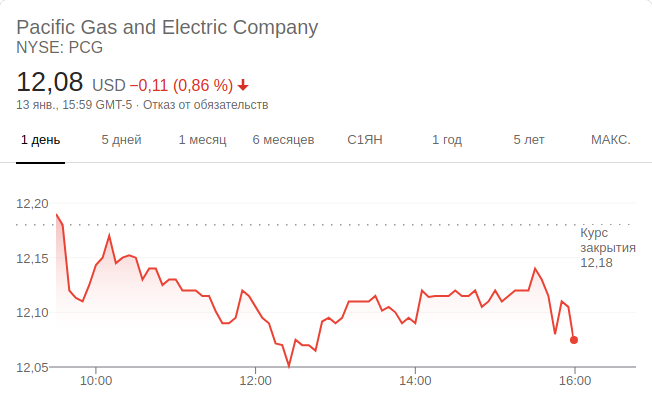 Pacific Gas and Electric Company
NYSE: PCG
12,08 USD −0,11 (0,86 %)
13 янв., 15:59 GMT-5 · Отказ от обязательств
1 день 5 дней 1 месяц 6 месяцев С1ЯН 1 год 5 лет МАКС.
12,20
Курс
закрытия
12,18
12,15
12,10
12,05
10:00 12:00 14:00 16:00